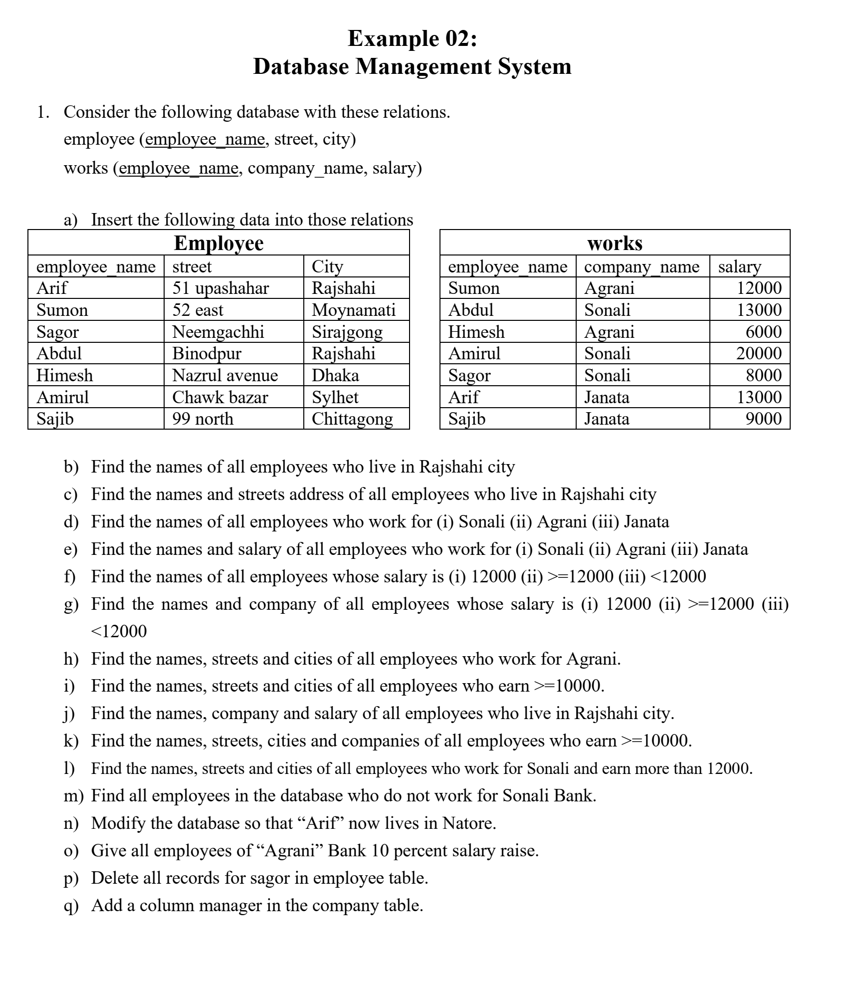 Example 02:
Database Management System
1. Consider the following database with these relations.
employee (employee_name, street, city)
works (employee_name, company_name, salary)
a) Insert the following data into those relations
Employee
employee_name street City
Arif 51 upashahar Rajshahi
Sumon 52 east Moynamati
Sagor Neemgachhi Sirajgong
Abdul Binodpur Rajshahi
Himesh Nazrul avenue Dhaka
Amirul Chawk bazar Sylhet
Sajib 99 north Chittagong
works
employee_name company_name salary
Sumon Agrani 12000
Abdul Sonali 13000
Himesh Agrani 6000
Amirul Sonali 20000
Sagor Sonali 8000
Arif Janata 13000
Sajib Janata 9000
b) Find the names of all employees who live in Rajshahi city
c) Find the names and streets address of all employees who live in Rajshahi city
d) Find the names of all employees who work for (i) Sonali (ii) Agrani (iii) Janata
e) Find the names and salary of all employees who work for (i) Sonali (ii) Agrani (iii) Janata
f) Find the names of all employees whose salary is (i) 12000 (ii) >=12000 (iii) <12000
g) Find the names and company of all employees whose salary is (i) 12000 (ii) >=12000 (iii)
<12000
h) Find the names, streets and cities of all employees who work for Agrani.
i) Find the names, streets and cities of all employees who earn >=10000.
j) Find the names, company and salary of all employees who live in Rajshahi city.
k) Find the names, streets, cities and companies of all employees who earn >=10000.
l) Find the names, streets and cities of all employees who work for Sonali and earn more than 12000.
m) Find all employees in the database who do not work for Sonali Bank.
n) Modify the database so that “Arif” now lives in Natore.
o) Give all employees of “Agrani” Bank 10 percent salary raise.
p) Delete all records for sagor in employee table.
q) Add a column manager in the company table.